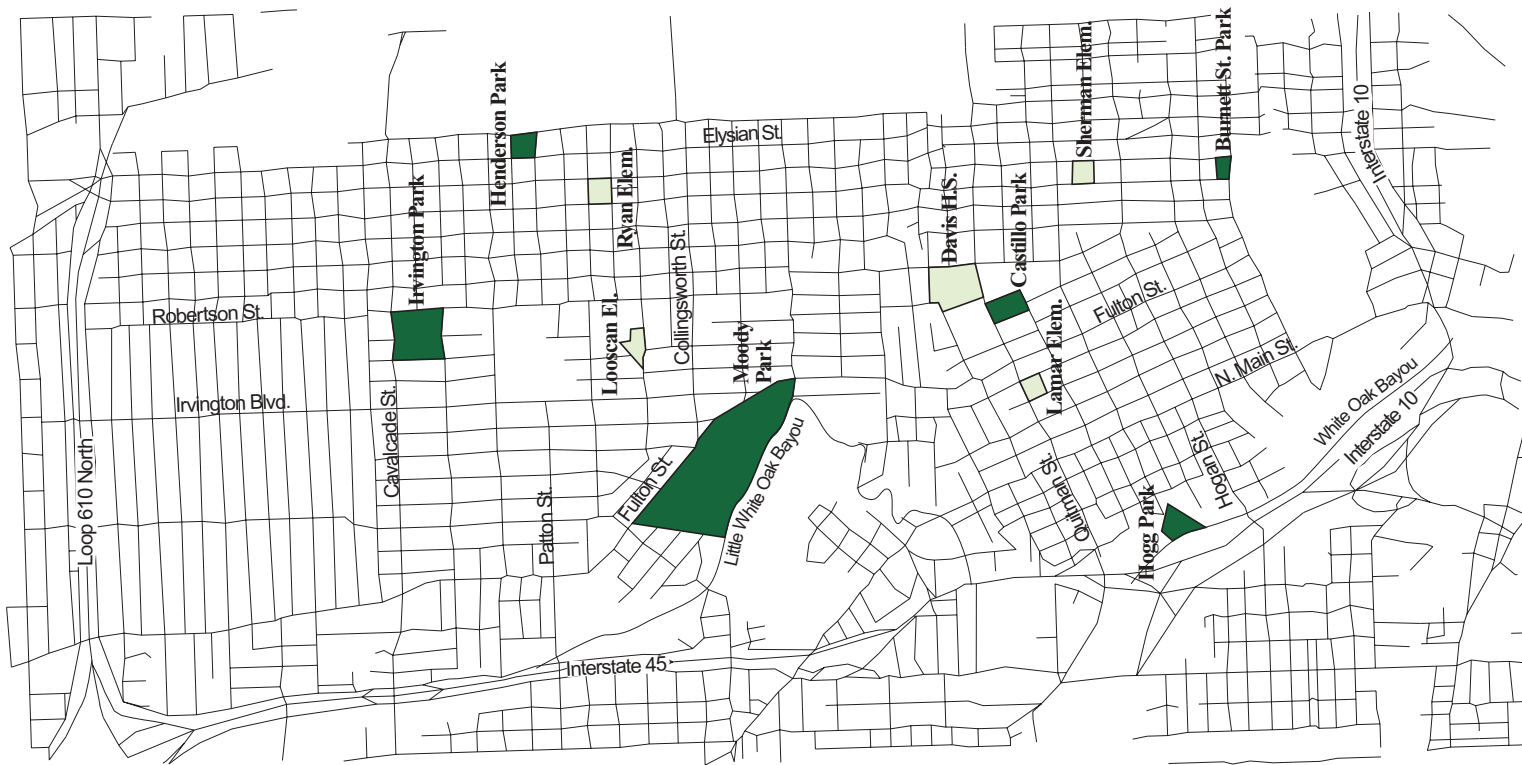 Henderson Park
Sherman Elem.
Burnett St. Park
Interstate 10
Elysian St.
Irvington Park
Ryan Elem.
Davis H.S.
Castillo Park
Robertson St.
Looscan El.
Collingsworth St.
Moody
Park
Fulton St.
Lamar Elem.
N. Main St.
Irvington Blvd.
Cavalcade St.
White Oak Bayou
Interstate 10
Loop 610 North
Fulton St.
Little White Oak Bayou
Patton St.
Quitman St.
Hogan St.
Hogg Park
Interstate 45